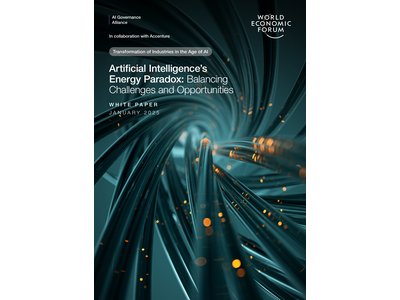 AI Governance
Alliance
WORLD
ECONOMIC
FORUM
In collaboration with Accenture
Transformation of Industries in the Age of AI
Artificial Intelligence's
Energy Paradox: Balancing
Challenges and Opportunities
WHITE PAPER
JANUARY 2025